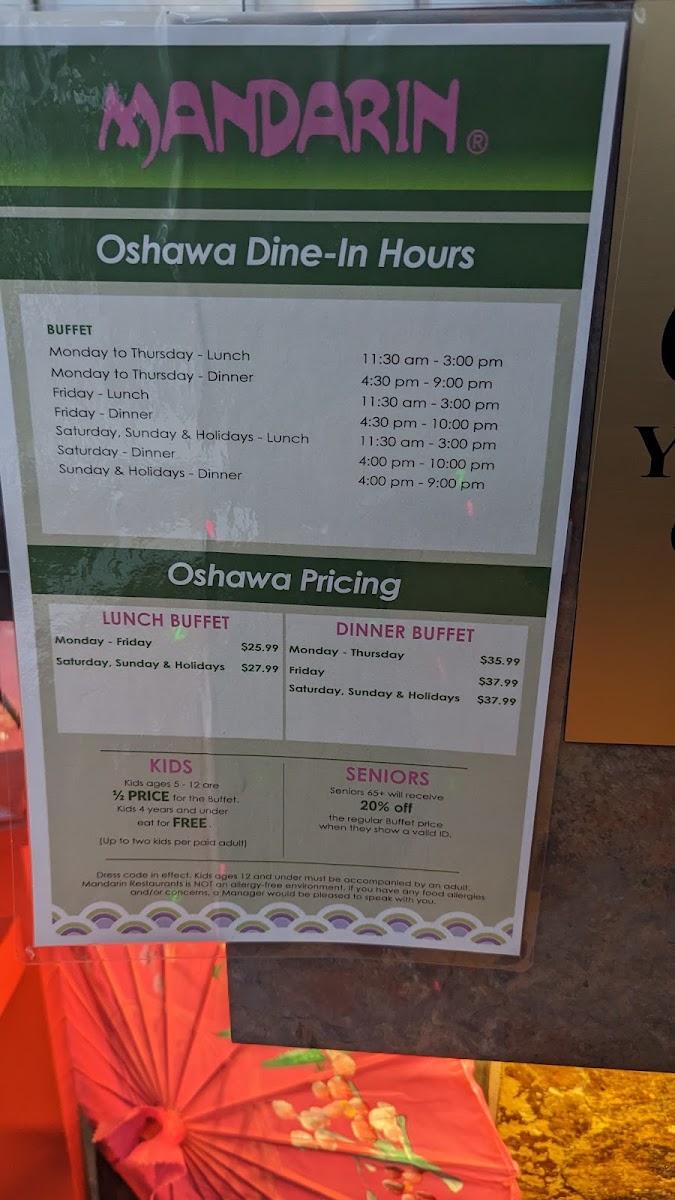 MANDARIN®
Oshawa Dine-In Hours
BUFFET
Monday to Thursday - Lunch 11:30 am - 3:00 pm
Monday to Thursday - Dinner 4:30 pm - 9:00 pm
Friday - Lunch 11:30 am - 3:00 pm
Friday - Dinner 4:30 pm - 10:00 pm
Saturday, Sunday & Holidays - Lunch 11:30 am - 3:00 pm
Saturday - Dinner 4:00 pm - 10:00 pm
Sunday & Holidays - Dinner 4:00 pm - 9:00 pm
Oshawa Pricing
LUNCH BUFFET
Monday - Friday $25.99
Saturday, Sunday & Holidays $27.99
DINNER BUFFET
Monday - Thursday $35.99
Friday $37.99
Saturday, Sunday & Holidays $37.99
KIDS
Kids ages 5 - 12 are
½ PRICE for the Buffet.
Kids 4 years and under
eat for FREE.
(Up to two kids per paid adult)
SENIORS
Seniors 65+ will receive
20% off
the regular Buffet price
when they show a valid ID.
Dress code in effect. Kids ages 12 and under must be accompanied by an adult.
Mandarin Restaurants is NOT an allergy-free environment. If you have any food allergies
and/or concerns, a Manager would be pleased to speak with you.
Y